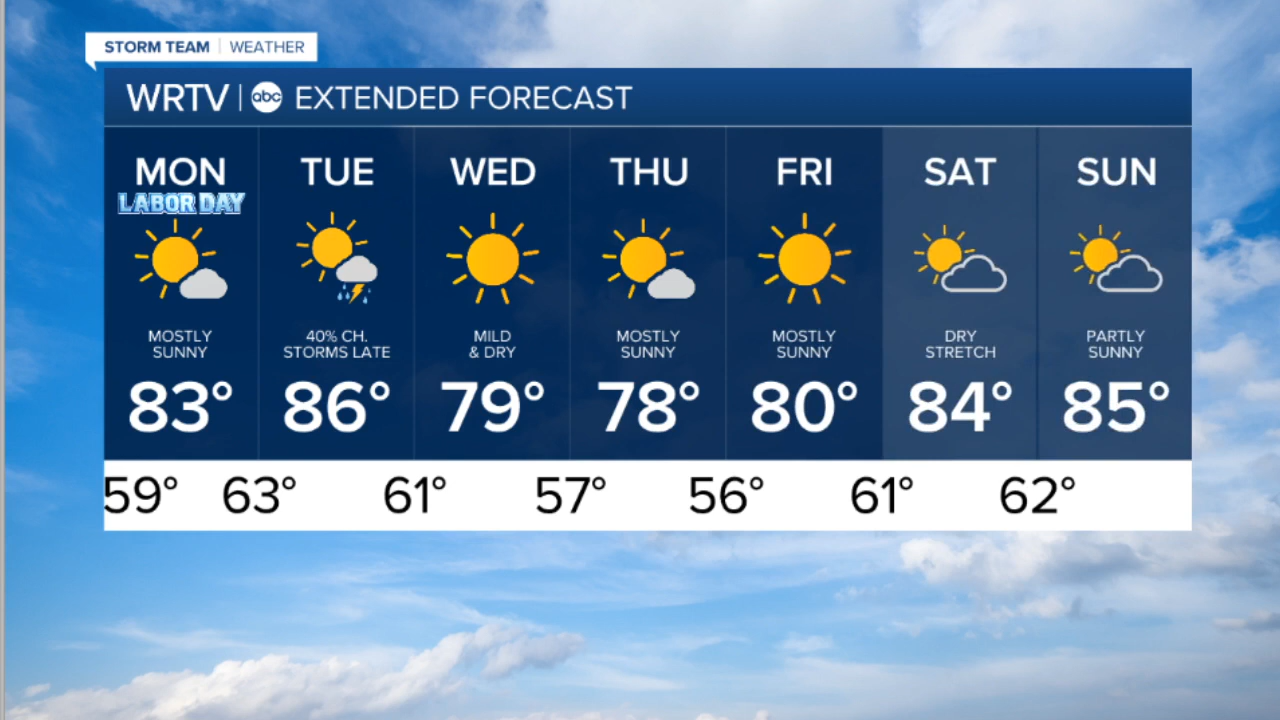 STORM TEAM | WEATHER
WRTV | abc EXTENDED FORECAST
MON TUE WED THU FRI SAT SUN
LABOR DAY
MOSTLY SUNNY
40% CH. STORMS LATE
MILD & DRY
MOSTLY SUNNY
MOSTLY SUNNY
DRY STRETCH
PARTLY SUNNY
83° 86° 79° 78° 80° 84° 85°
59° 63° 61° 57° 56° 61° 62°